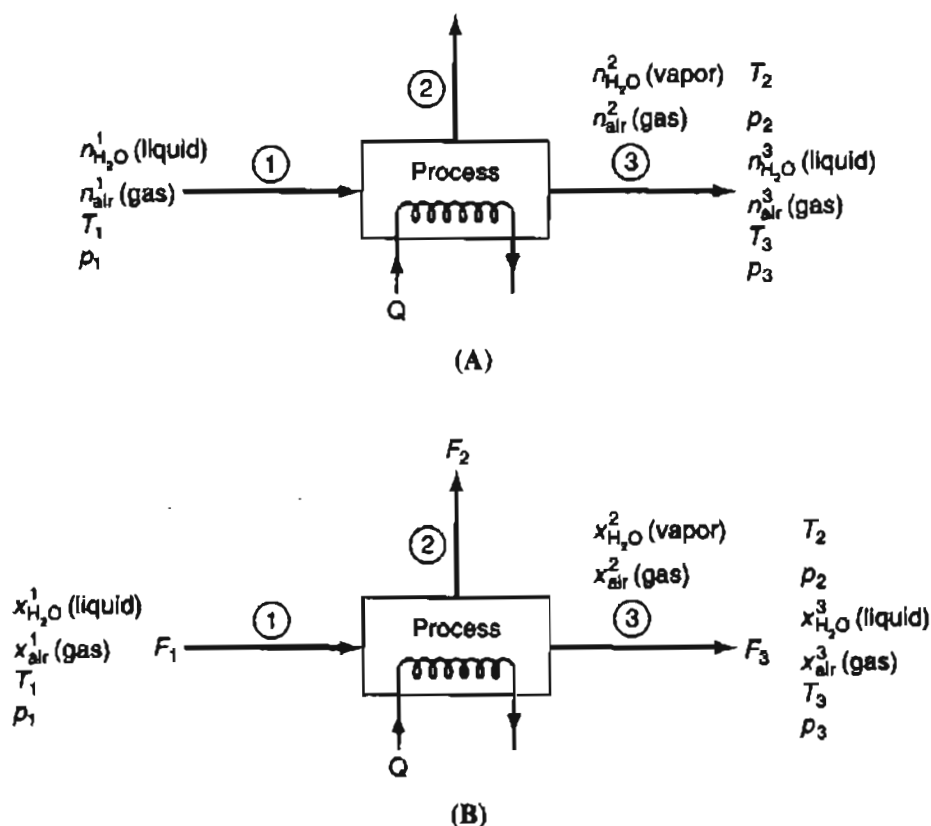 n²H₂O (vapor) T₂
② n²air (gas) p₂
n¹H₂O (liquid) ① Process ③ n³H₂O (liquid)
n¹air (gas) n³air (gas)
T₁ T₃
p₁ p₃
Q
(A)
F₂
x²H₂O (vapor) T₂
② x²air (gas) p₂
x¹H₂O (liquid) ① Process ③ x³H₂O (liquid)
x¹air (gas) F₁ F₃ x³air (gas)
T₁ T₃
p₁ p₃
Q
(B)